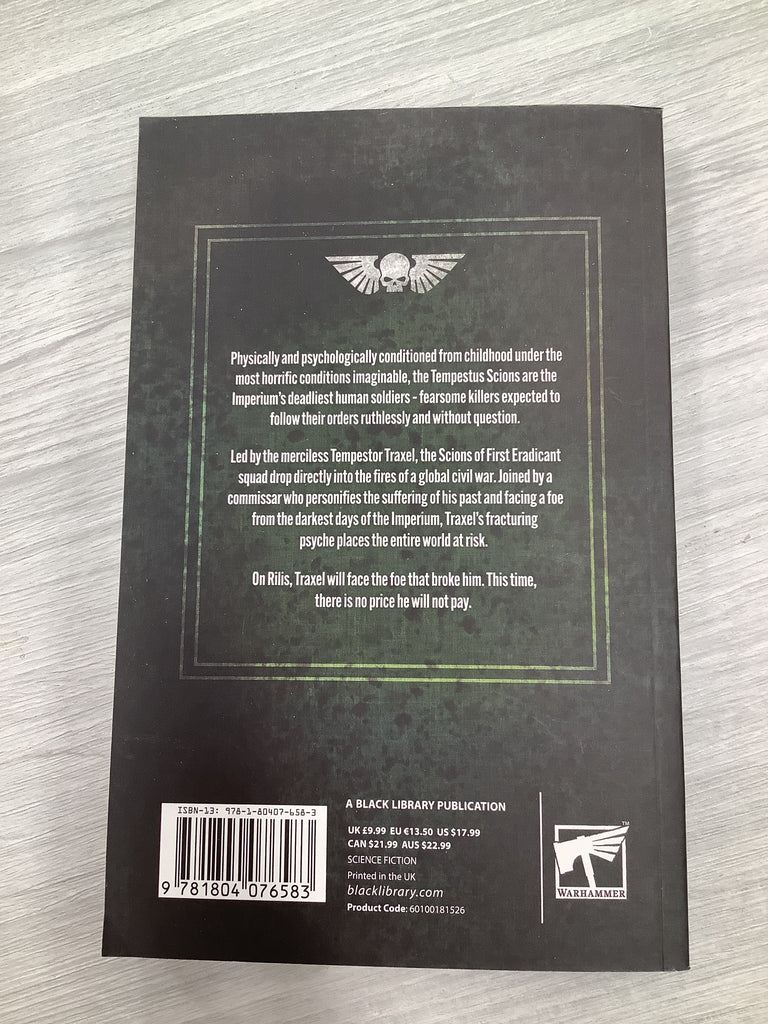 Physically and psychologically conditioned from childhood under the
most horrific conditions imaginable, the Tempestus Scions are the
Imperium's deadliest human soldiers – fearsome killers expected to
follow their orders ruthlessly and without question.
Led by the merciless Tempestor Traxel, the Scions of First Eradicant
squad drop directly into the fires of a global civil war. Joined by a
commissar who personifies the suffering of his past and facing a foe
from the darkest days of the Imperium, Traxel's fracturing
psyche places the entire world at risk.
On Rilis, Traxel will face the foe that broke him. This time,
there is no price he will not pay.
ISBN-13: 978-1-80407-658-3
9 781804 076583
A BLACK LIBRARY PUBLICATION
UK £9.99 EU €13.50 US $17.99
CAN $21.99 AUS $22.99
SCIENCE FICTION
Printed in the UK
blacklibrary.com
Product Code: 60100181526
TM
WARHAMMER